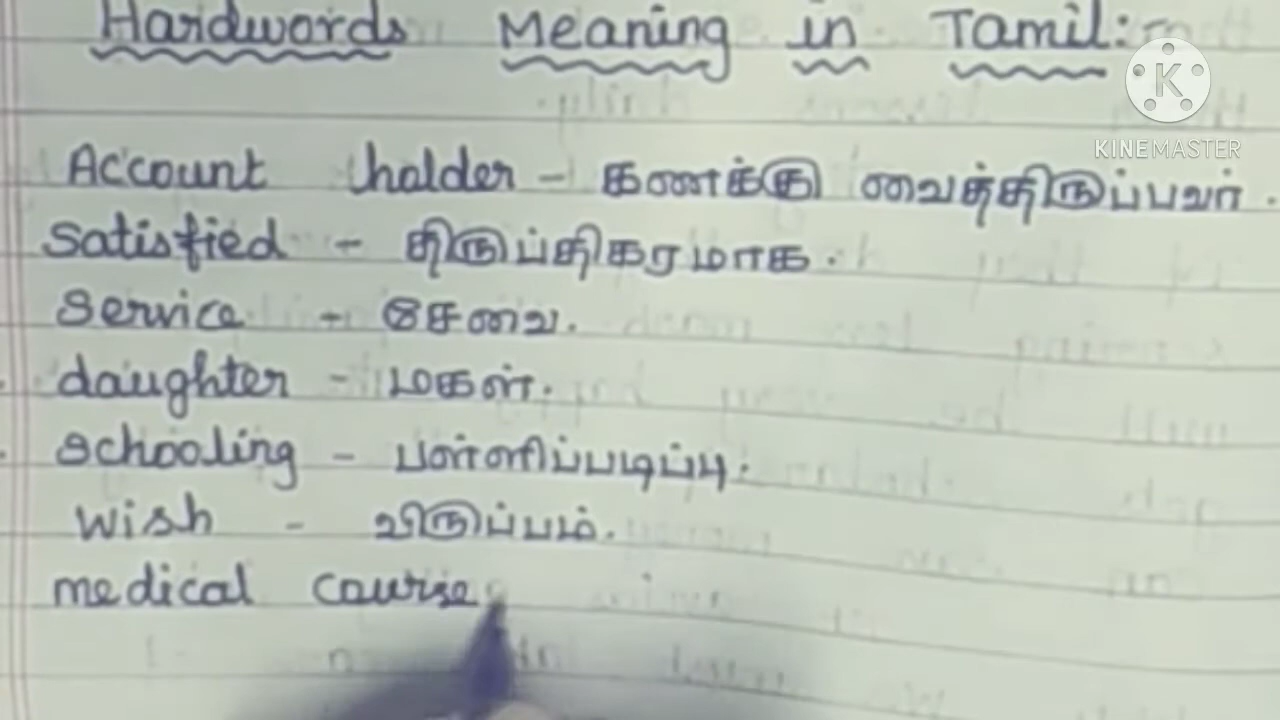 Hardwords Meaning in Tamil:-
KINEMASTER
Account holder - கணக்கு வைத்திருப்பவர்.
Satisfied - திருப்திகரமாக.
Service - சேவை.
daughter - மகள்.
Schooling - பள்ளிப்படிப்பு.
Wish - விருப்பம்.
medical course